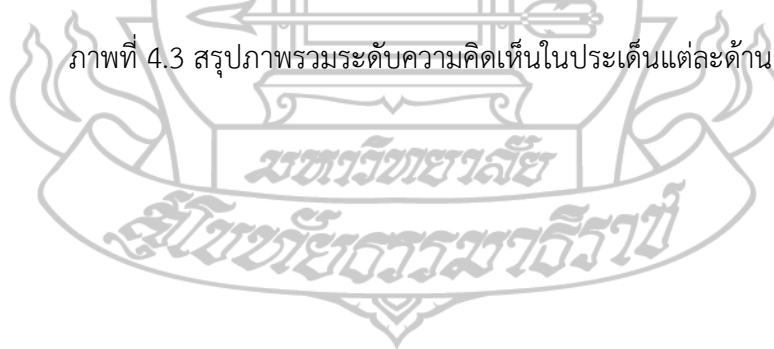 ภาพที่ 4.3 สรุปภาพรวมระดับความคิดเห็นในประเด็นแต่ละด้าน
มหาวิทยาลัย
สุโขทัยธรรมาธิราช